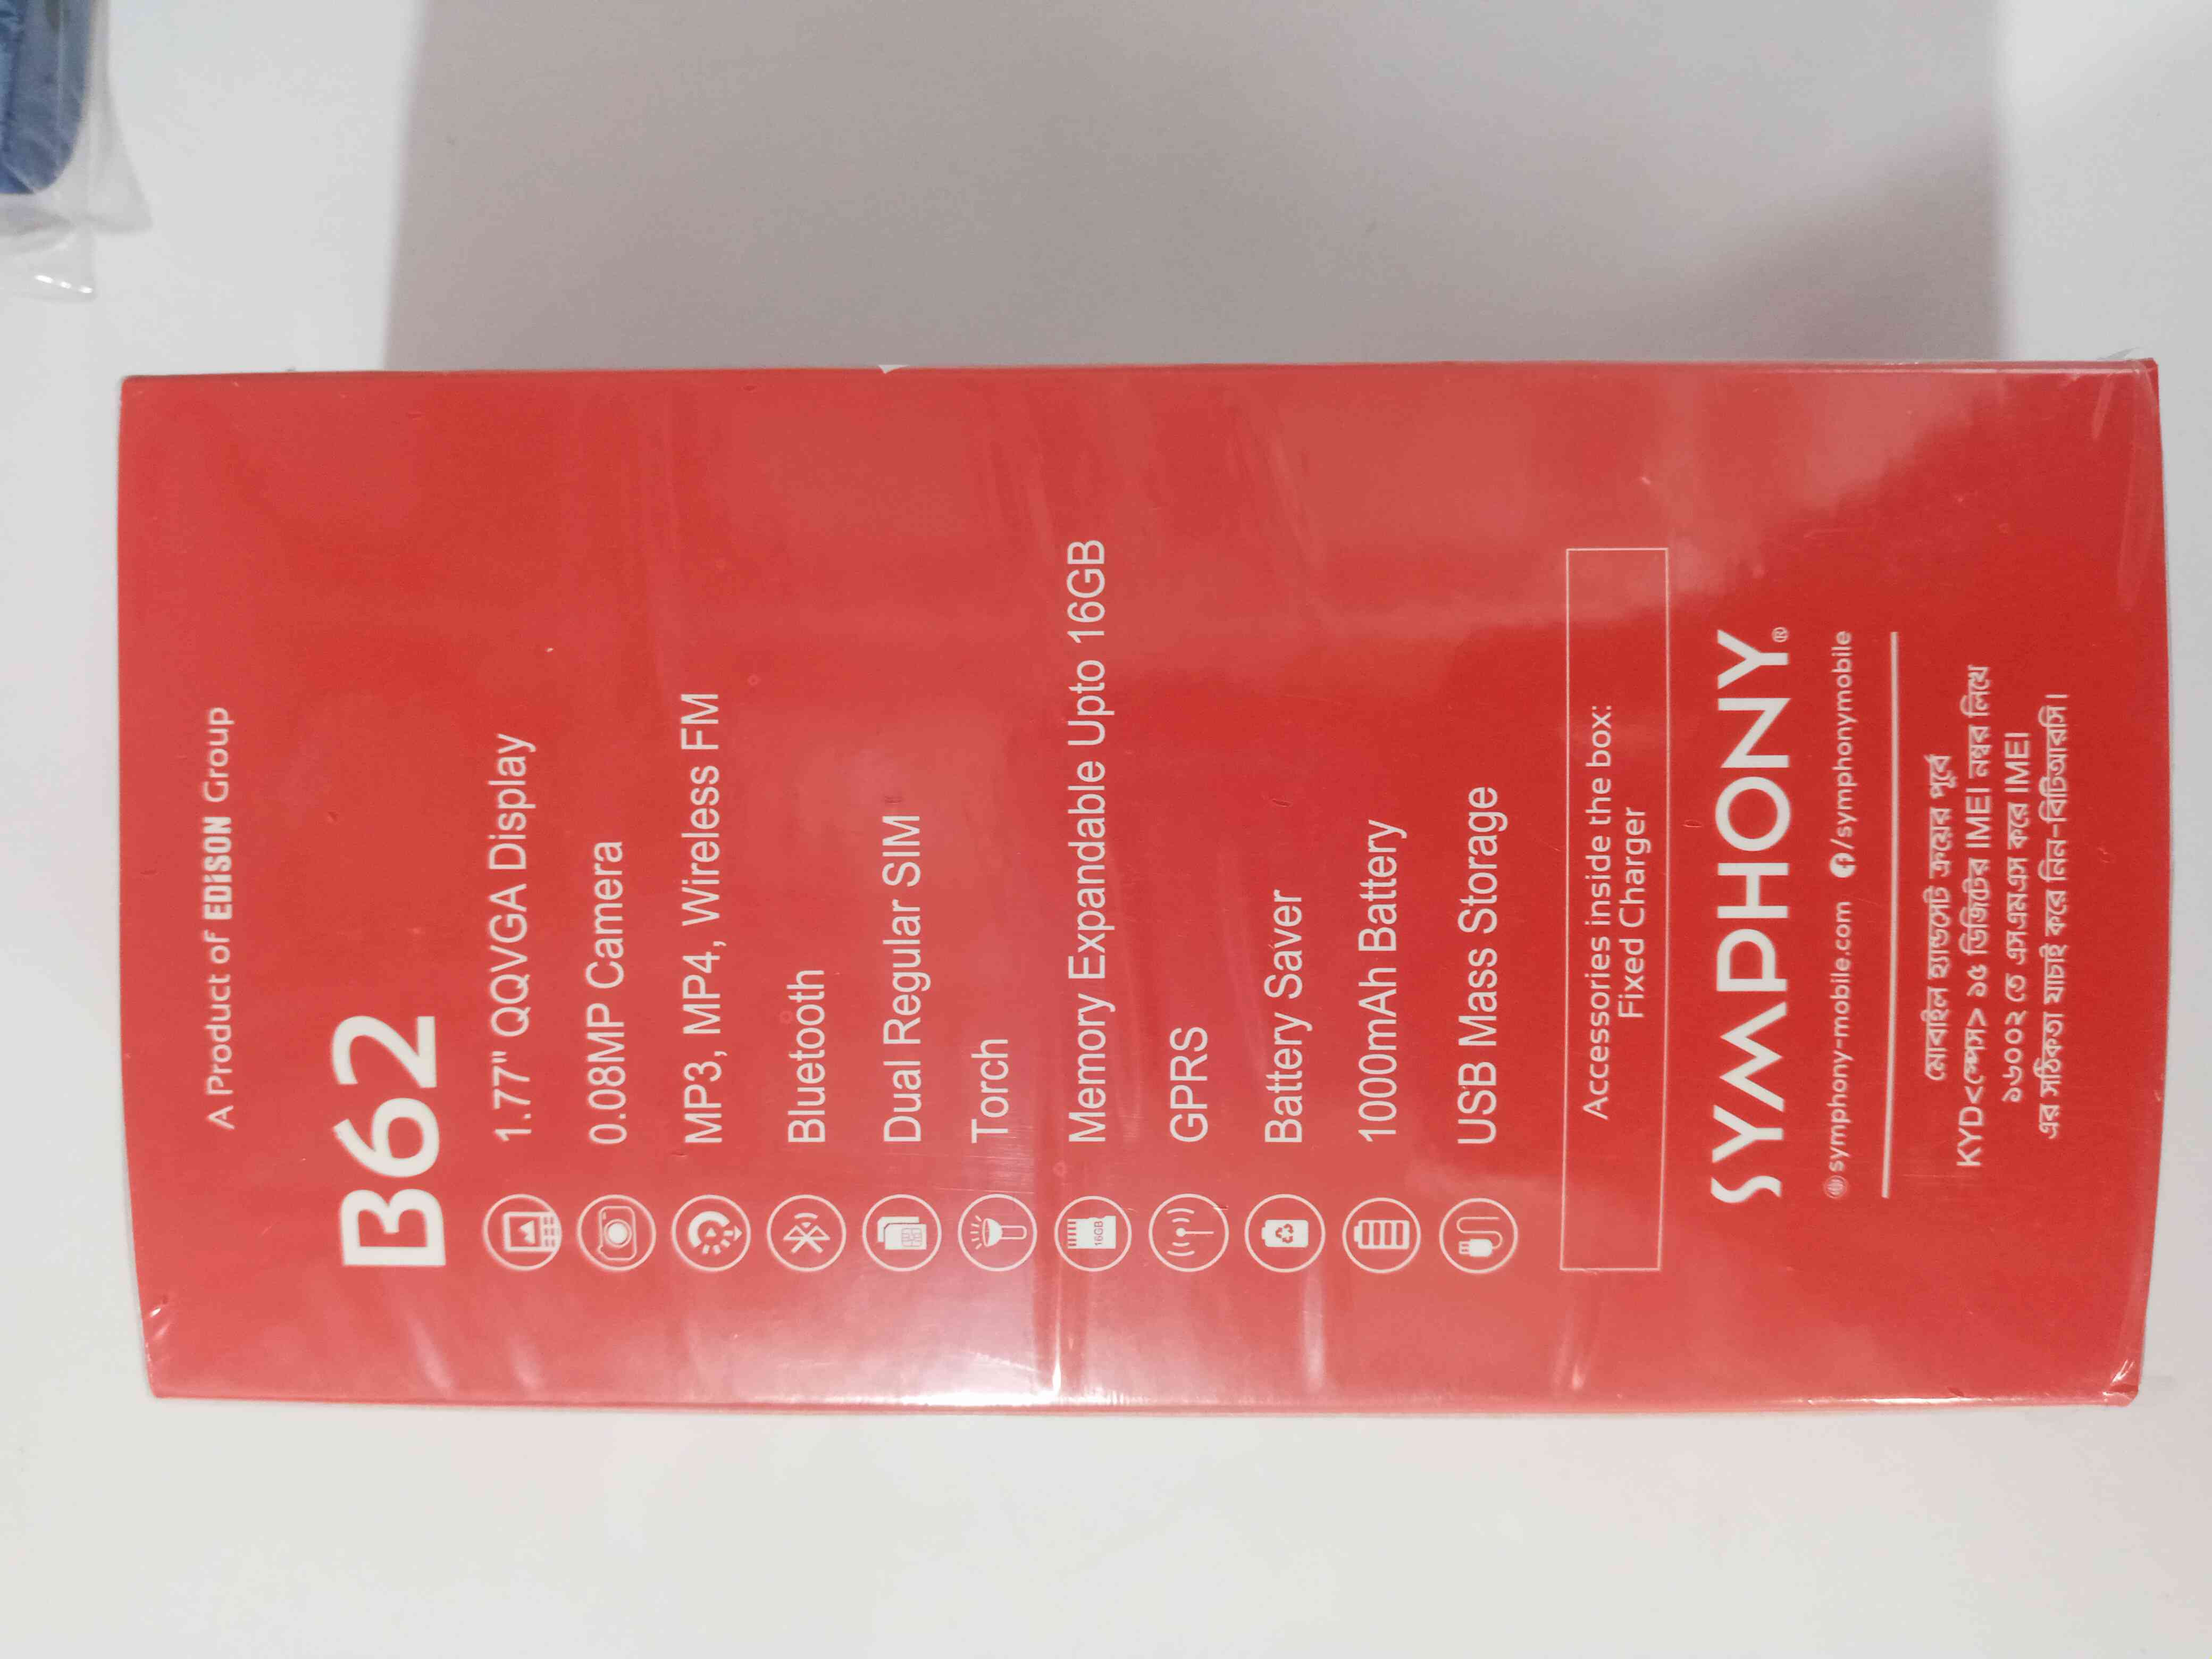 A Product of EDiSON Group
B62
1.77" QQVGA Display
0.08MP Camera
MP3, MP4, Wireless FM
Bluetooth
Dual Regular SIM
Torch
16GB
Memory Expandable Upto 16GB
GPRS
Battery Saver
1000mAh Battery
USB Mass Storage
Accessories inside the box:
Fixed Charger
SYMPHONY®
symphony-mobile.com /symphonymobile
মোবাইল হ্যান্ডসেট ক্রয়ের পূর্বে
KYD<স্পেস> ১৫ ডিজিটের IMEI নম্বর লিখে
১৬০০২ তে এসএমএস করে IMEI
এর সঠিকতা যাচাই করে নিন-বিটিআরসি।